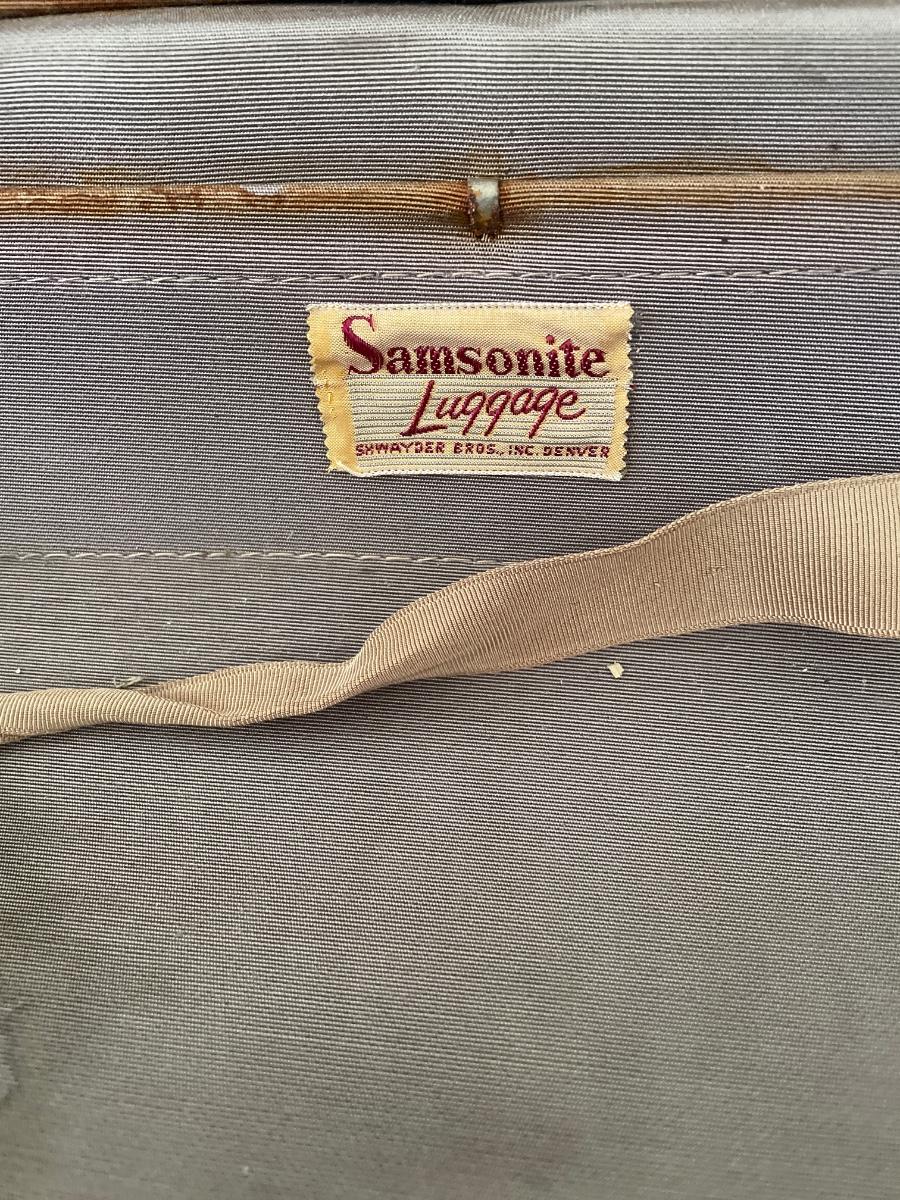 Samsonite
Luggage
SHWAYDER BROS., INC. DENVER